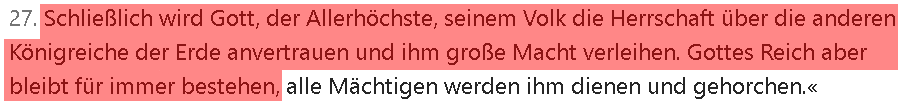 27. Schließlich wird Gott, der Allerhöchste, seinem Volk die Herrschaft über die anderen
Königreiche der Erde anvertrauen und ihm große Macht verleihen. Gottes Reich aber
bleibt für immer bestehen, alle Mächtigen werden ihm dienen und gehorchen.«